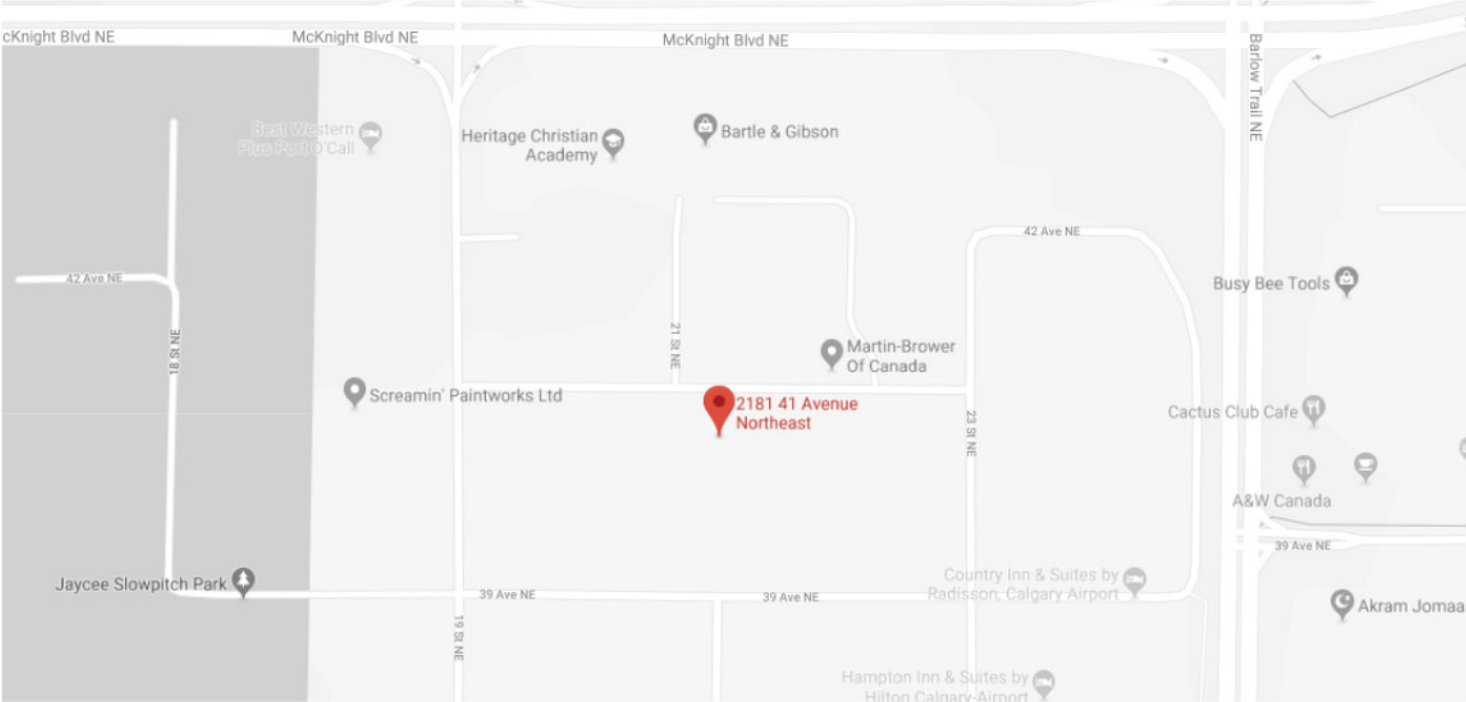 cKnight Blvd NE
McKnight Blvd NE
McKnight Blvd NE
Barlow Trail NE
Best Western
Plus Port O'Call
Heritage Christian
Academy
Bartle & Gibson
42 Ave NE
42 Ave NE
Busy Bee Tools
18 St NE
21 St NE
Martin-Brower
Of Canada
Screamin' Paintworks Ltd
2181 41 Avenue
Northeast
23 St NE
Cactus Club Cafe
A&W Canada
39 Ave NE
Jaycee Slowpitch Park
39 Ave NE
39 Ave NE
Country Inn & Suites by
Radisson, Calgary Airport
Akram Jomaa
19 St NE
Hampton Inn & Suites by
Hilton Calgary-Airport